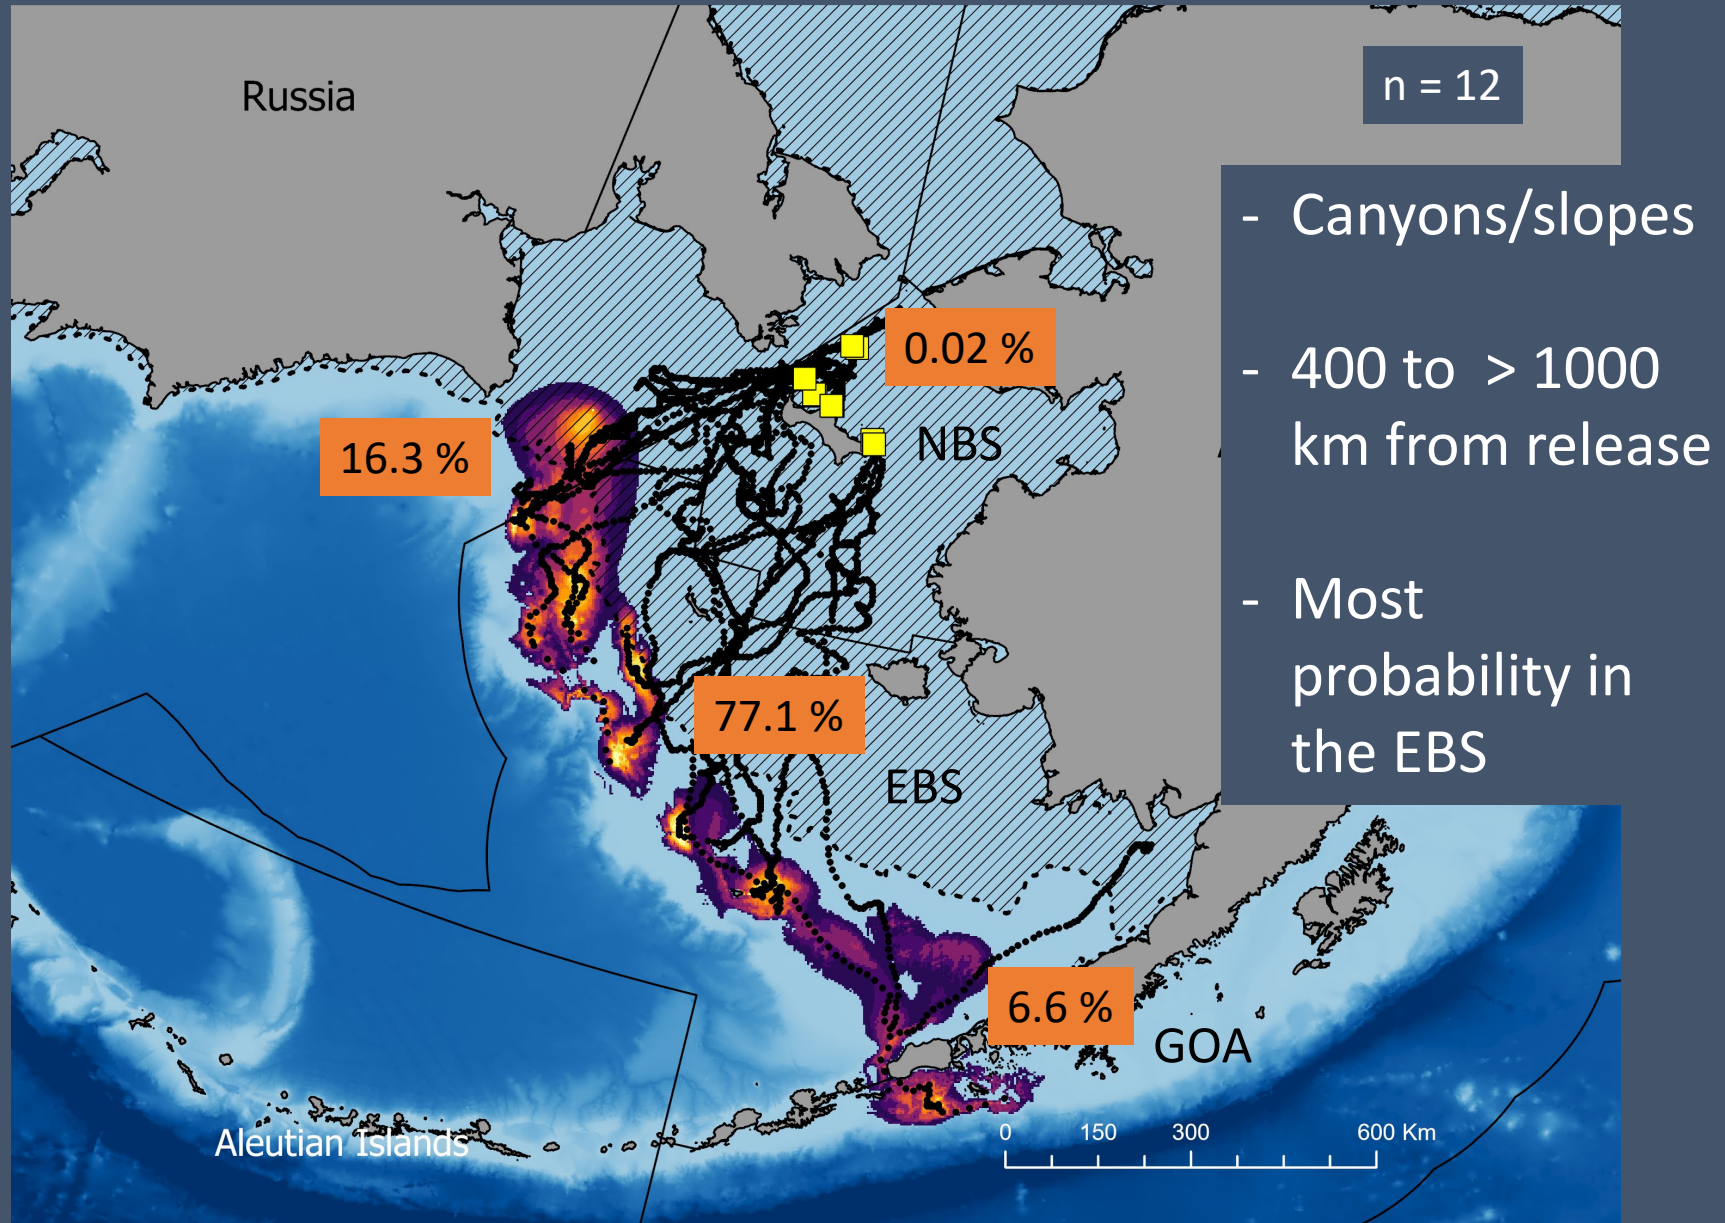 Russia
n = 12
- Canyons/slopes
- 400 to > 1000
km from release
- Most
probability in
the EBS
0.02 %
16.3 %
NBS
77.1 %
EBS
6.6 %
GOA
Aleutian Islands
0 150 300 600 Km